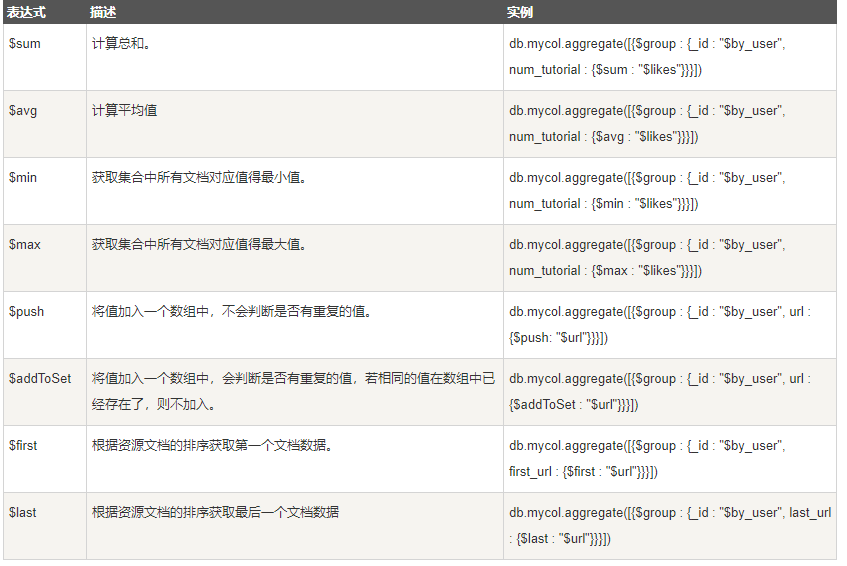 表达式 描述 实例
$sum 计算总和。 db.mycol.aggregate([{$group : {_id : "$by_user",
num_tutorial : {$sum : "$likes"}}}])
$avg 计算平均值 db.mycol.aggregate([{$group : {_id : "$by_user",
num_tutorial : {$avg : "$likes"}}}])
$min 获取集合中所有文档对应值得最小值。 db.mycol.aggregate([{$group : {_id : "$by_user",
num_tutorial : {$min : "$likes"}}}])
$max 获取集合中所有文档对应值得最大值。 db.mycol.aggregate([{$group : {_id : "$by_user",
num_tutorial : {$max : "$likes"}}}])
$push 将值加入一个数组中，不会判断是否有重复的值。 db.mycol.aggregate([{$group : {_id : "$by_user", url :
{$push: "$url"}}}])
$addToSet 将值加入一个数组中，会判断是否有重复的值，若相同的值在数组中已 db.mycol.aggregate([{$group : {_id : "$by_user", url :
经存在了，则不加入。 {$addToSet : "$url"}}}])
$first 根据资源文档的排序获取第一个文档数据。 db.mycol.aggregate([{$group : {_id : "$by_user",
first_url : {$first : "$url"}}}])
$last 根据资源文档的排序获取最后一个文档数据 db.mycol.aggregate([{$group : {_id : "$by_user", last_url
: {$last : "$url"}}}])